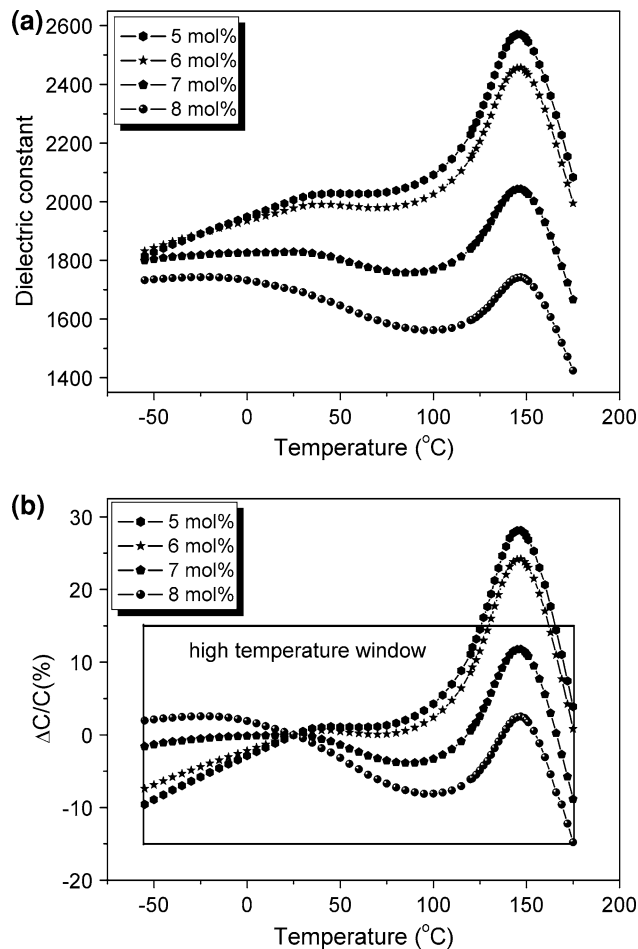 (a)
2600
2400
2200
2000
1800
1600
1400
Dielectric constant
5 mol%
6 mol%
7 mol%
8 mol%
-50
0
50
100
150
200
Temperature (°C)
(b)
30
20
10
0
-10
-20
ΔC/C(%)
5 mol%
6 mol%
7 mol%
8 mol%
high temperature window
-50
0
50
100
150
200
Temperature (°C)